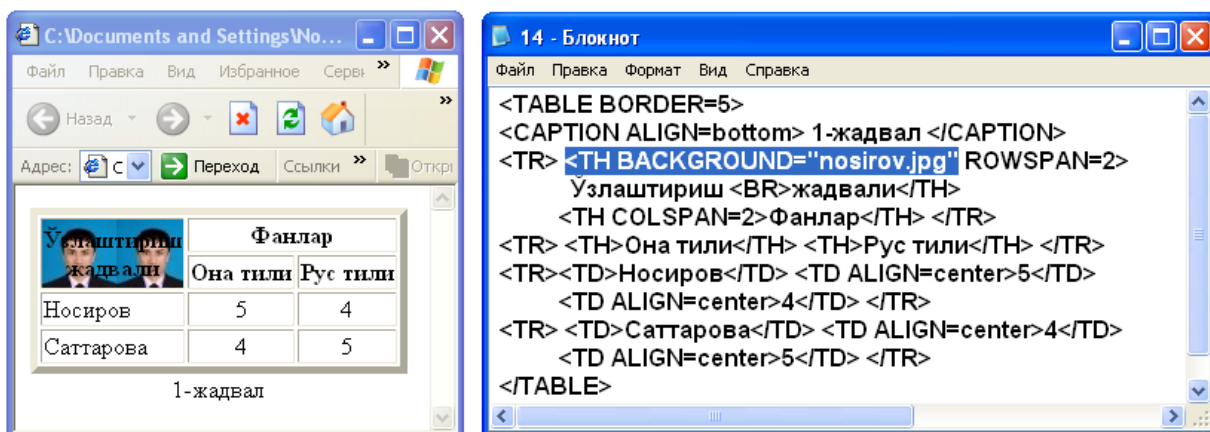 C:\Documents and Settings\No...
Файл Правка Вид Избранное Серви »
Назад »
Адрес: C Переход Ссылки » Откры
Ўзлаштириш
жадвали
Фанлар
Она тили Рус тили
Носиров 5 4
Саттарова 4 5
1-жадвал
14 - Блокнот
Файл Правка Формат Вид Справка
<TABLE BORDER=5>
<CAPTION ALIGN=bottom> 1-жадвал </CAPTION>
<TR> <TH BACKGROUND="nosirov.jpg" ROWSPAN=2>
Ўзлаштириш <BR>жадвали</TH>
<TH COLSPAN=2>Фанлар</TH> </TR>
<TR> <TH>Она тили</TH> <TH>Рус тили</TH> </TR>
<TR><TD>Носиров</TD> <TD ALIGN=center>5</TD>
<TD ALIGN=center>4</TD> </TR>
<TR> <TD>Саттарова</TD> <TD ALIGN=center>4</TD>
<TD ALIGN=center>5</TD> </TR>
</TABLE>